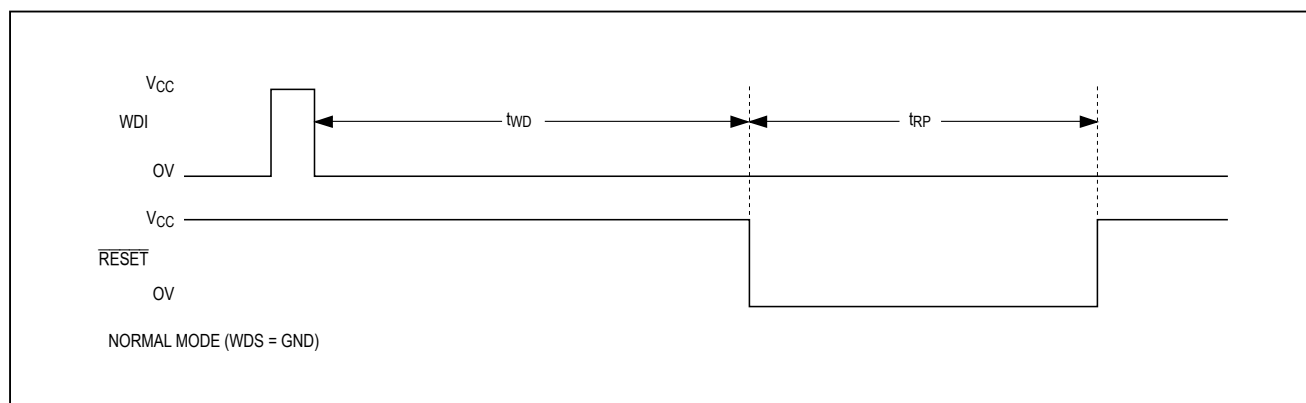 VCC
WDI
tWD
tRP
OV
VCC
RESET
OV
NORMAL MODE (WDS = GND)